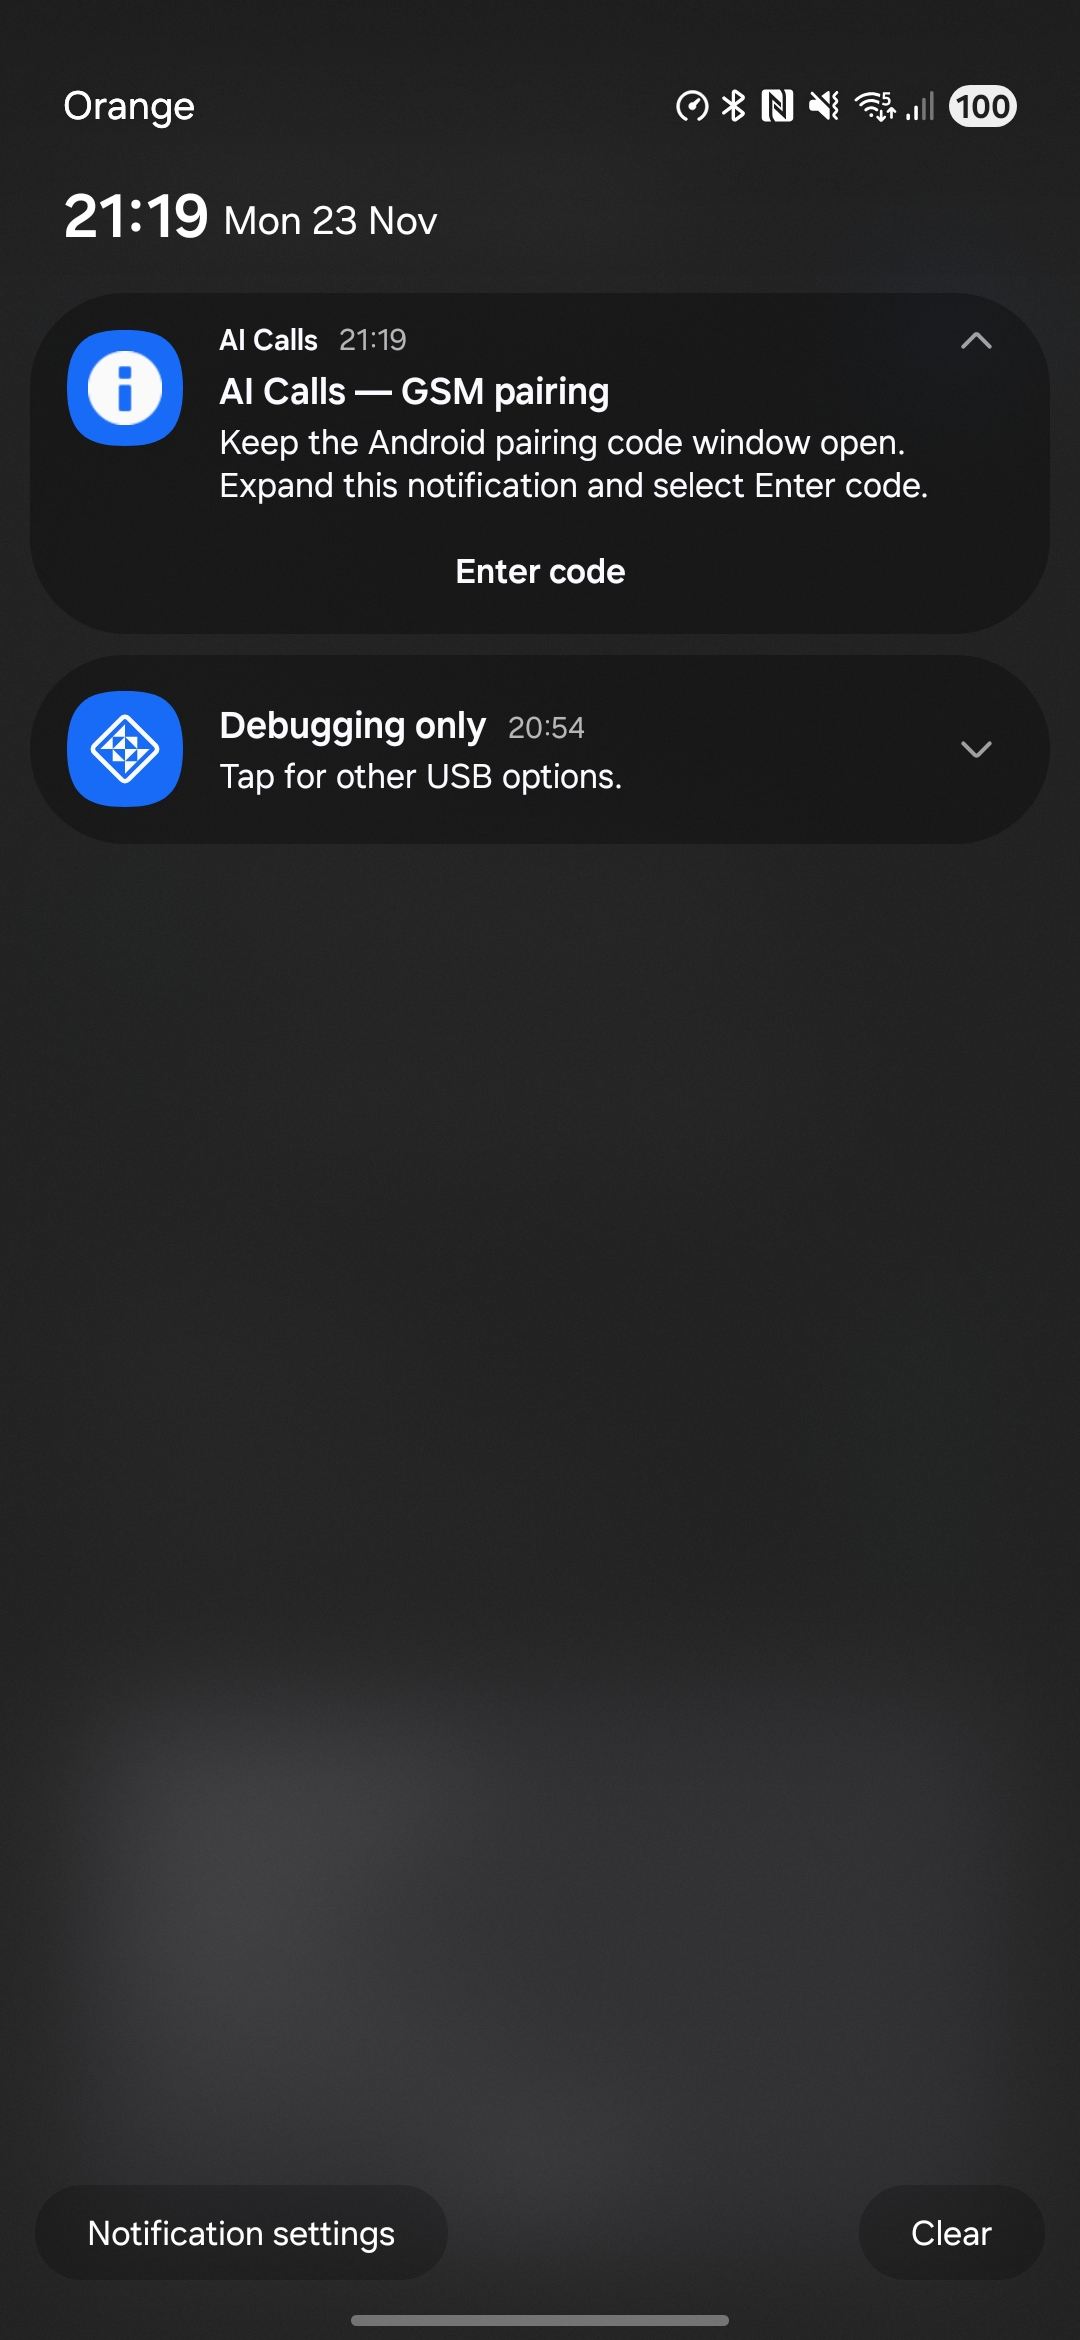 Orange
100
21:19 Mon 23 Nov
AI Calls 21:19
AI Calls — GSM pairing
Keep the Android pairing code window open.
Expand this notification and select Enter code.
Enter code
Debugging only 20:54
Tap for other USB options.
Notification settings
Clear